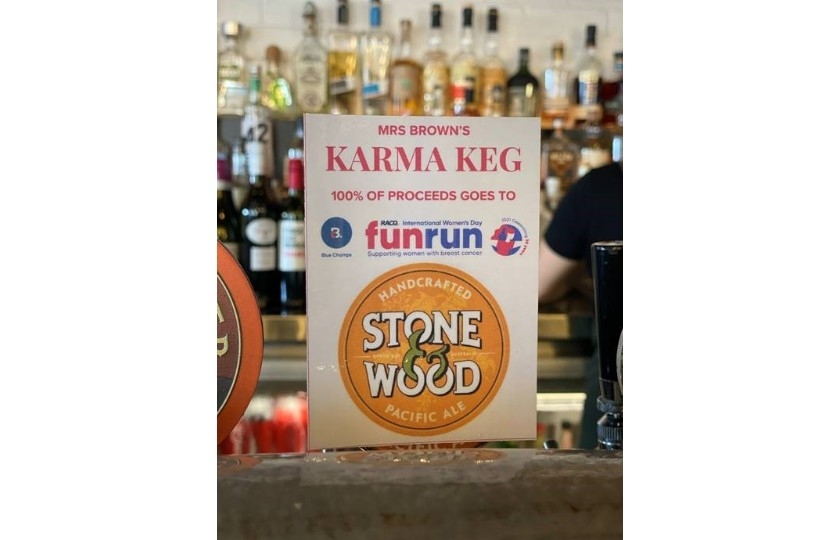 MRS BROWN'S
KARMA KEG
100% OF PROCEEDS GOES TO
B.
Blue Champs
RACQ International Women's Day
funrun
Supporting women with breast cancer
HANDCRAFTED
STONE
&
WOOD
PACIFIC ALE
42